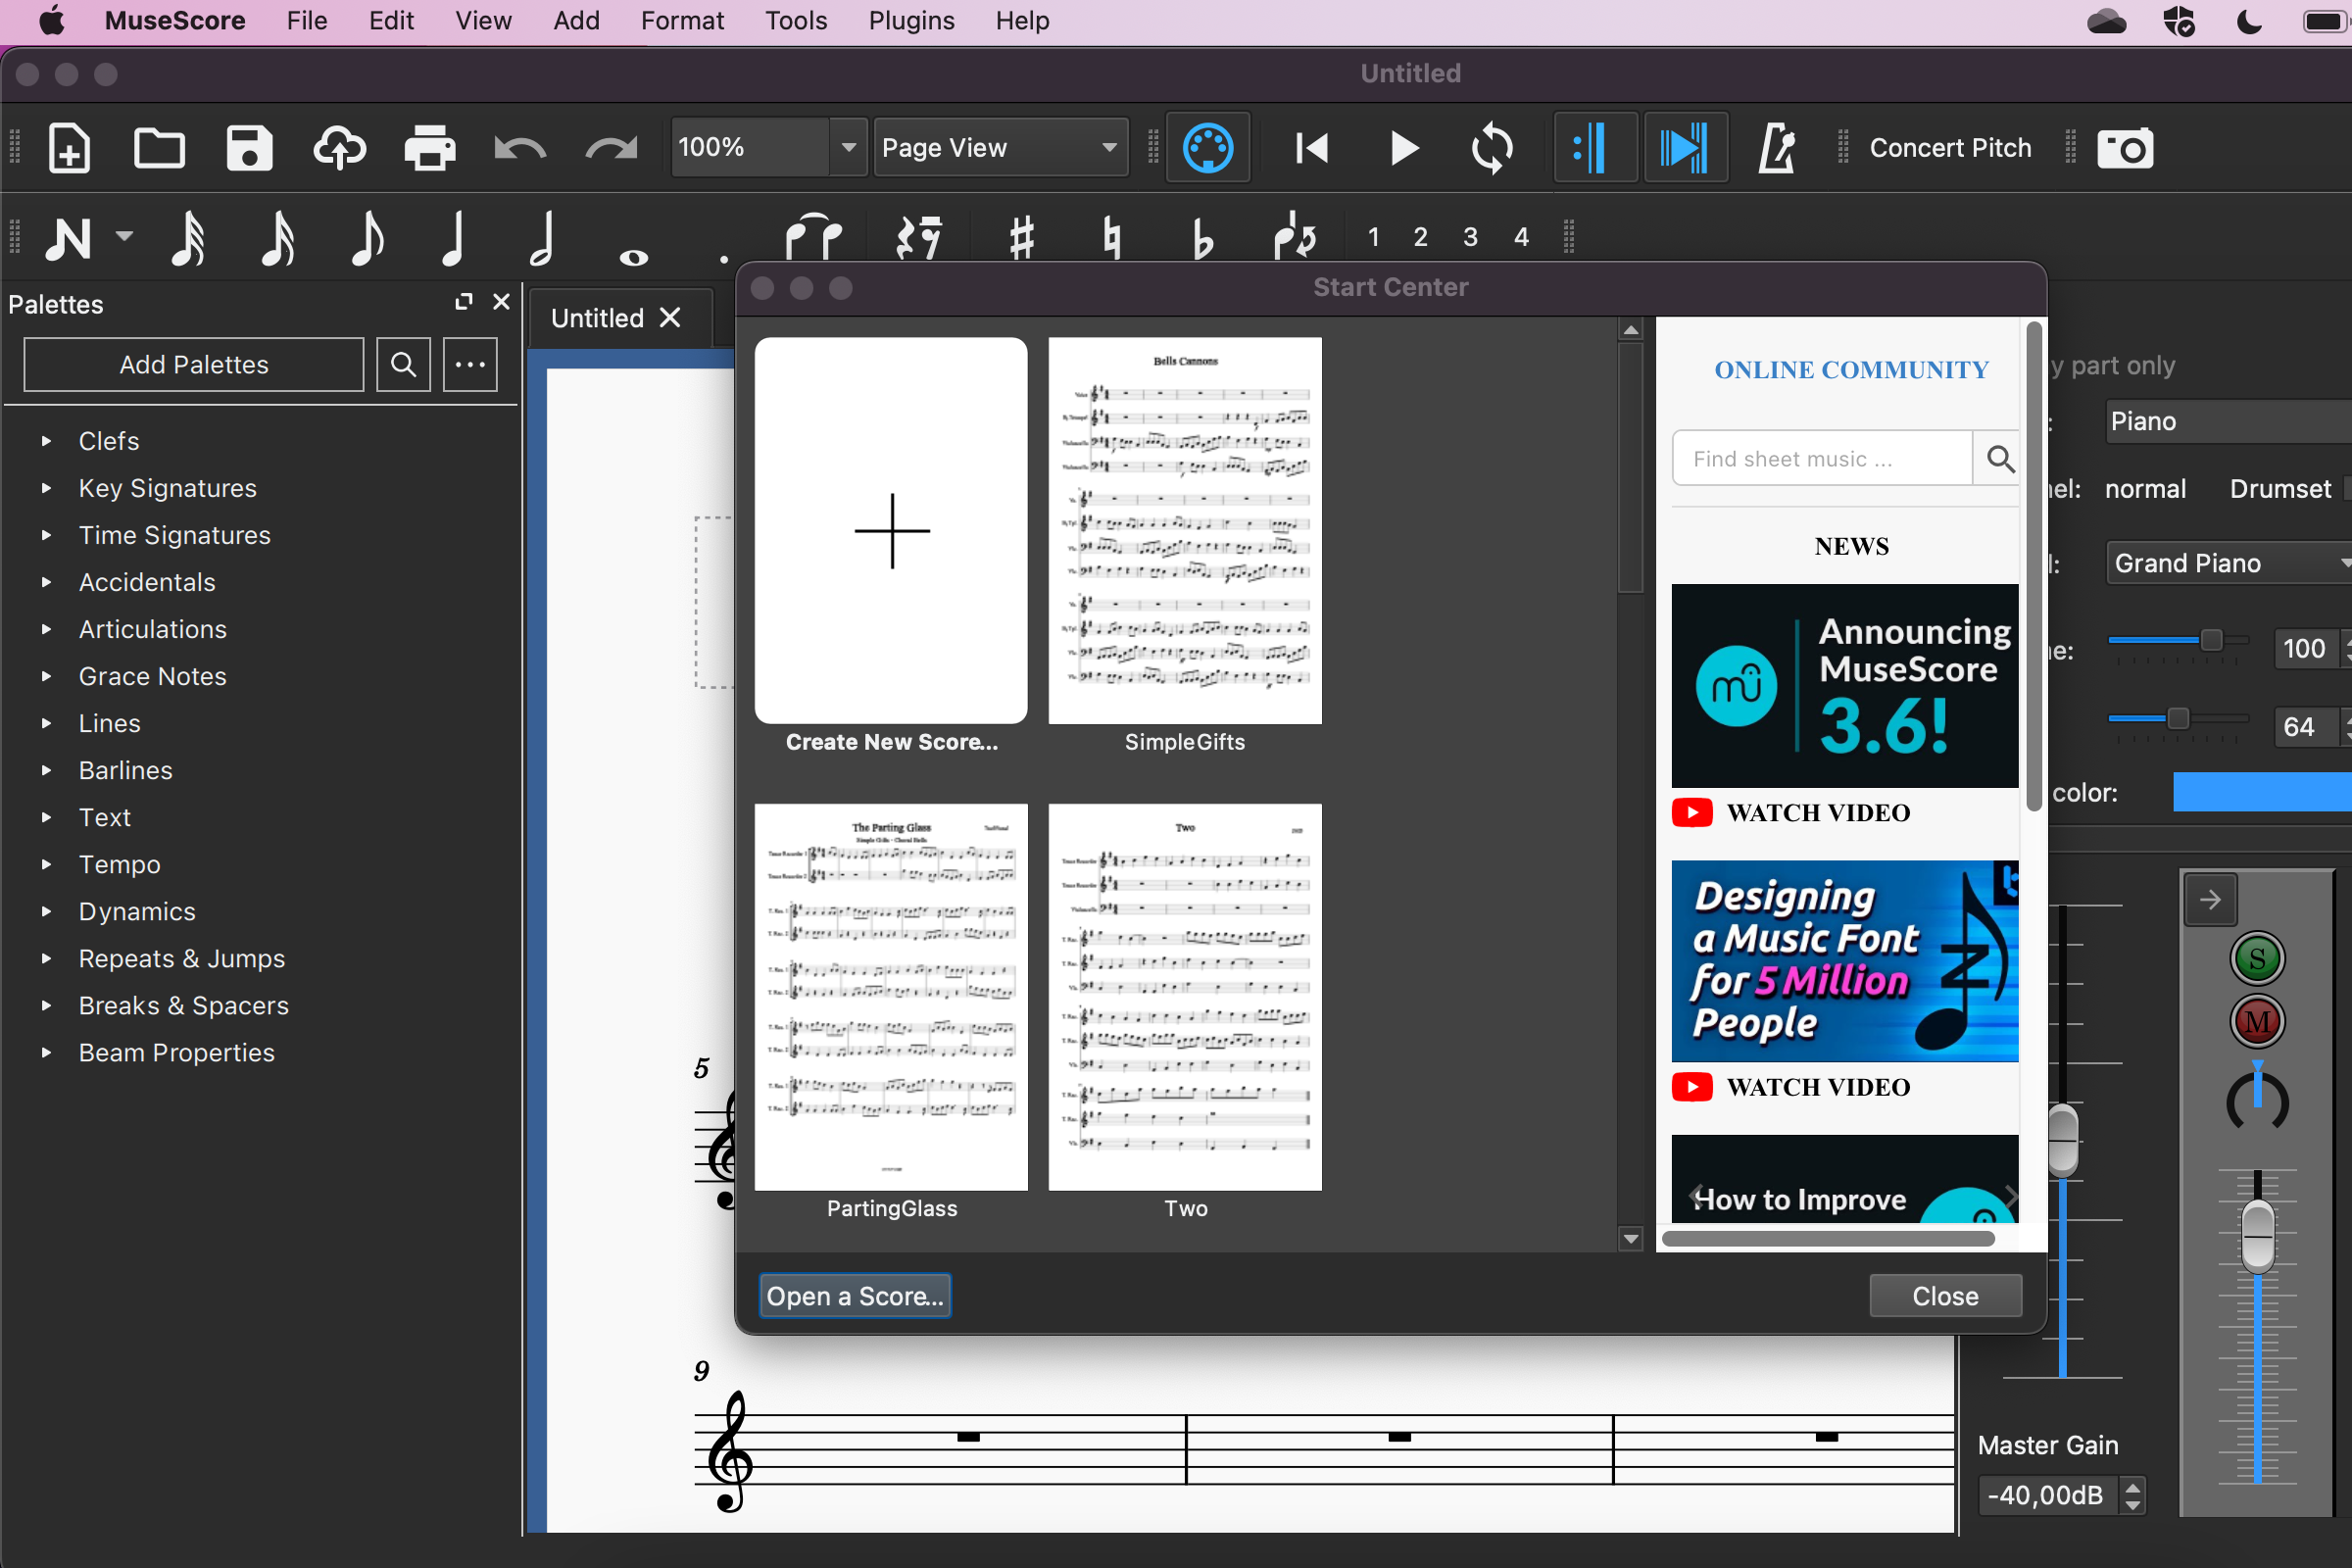 MuseScore File Edit View Add Format Tools Plugins Help
Untitled
100% Page View Concert Pitch
1 2 3 4
Palettes
Add Palettes
Clefs
Key Signatures
Time Signatures
Accidentals
Articulations
Grace Notes
Lines
Barlines
Text
Tempo
Dynamics
Repeats & Jumps
Breaks & Spacers
Beam Properties
Untitled
5
9
Start Center
Bells Cannons
Create New Score...
SimpleGifts
The Parting Glass
PartingGlass
Two
Two
Open a Score...
Close
ONLINE COMMUNITY
Find sheet music ...
NEWS
Announcing
MuseScore
3.6!
WATCH VIDEO
Designing
a Music Font
for 5 Million
People
WATCH VIDEO
How to Improve
y part only
Piano
el: normal Drumset
Grand Piano
e: 100
64
color:
S
M
Master Gain
-40,00dB